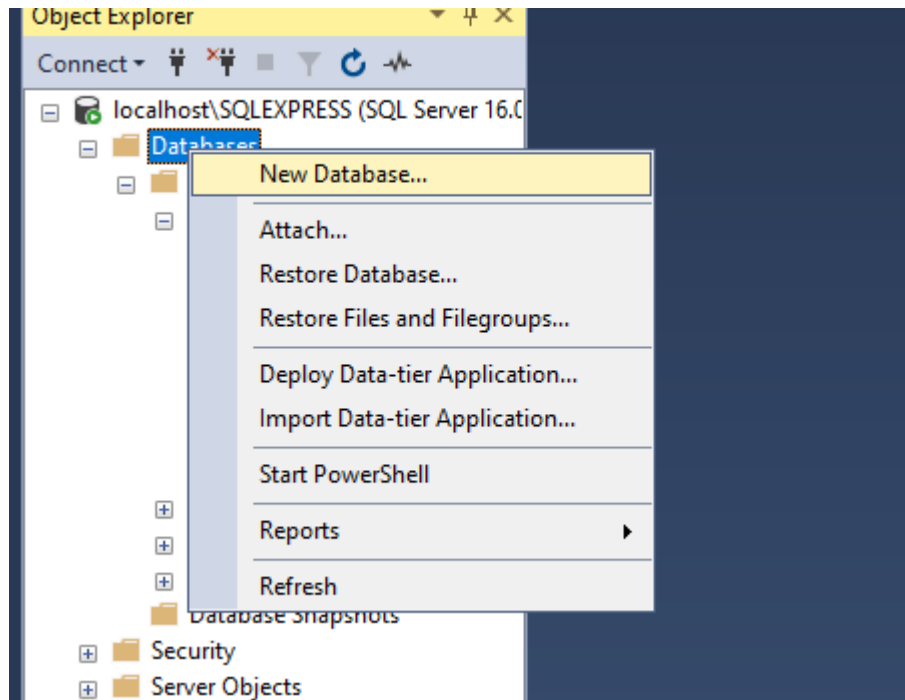 Object Explorer
Connect
localhost\SQLEXPRESS (SQL Server 16.0
Databases
New Database...
Attach...
Restore Database...
Restore Files and Filegroups...
Deploy Data-tier Application...
Import Data-tier Application...
Start PowerShell
Reports
Refresh
Database Snapshots
Security
Server Objects